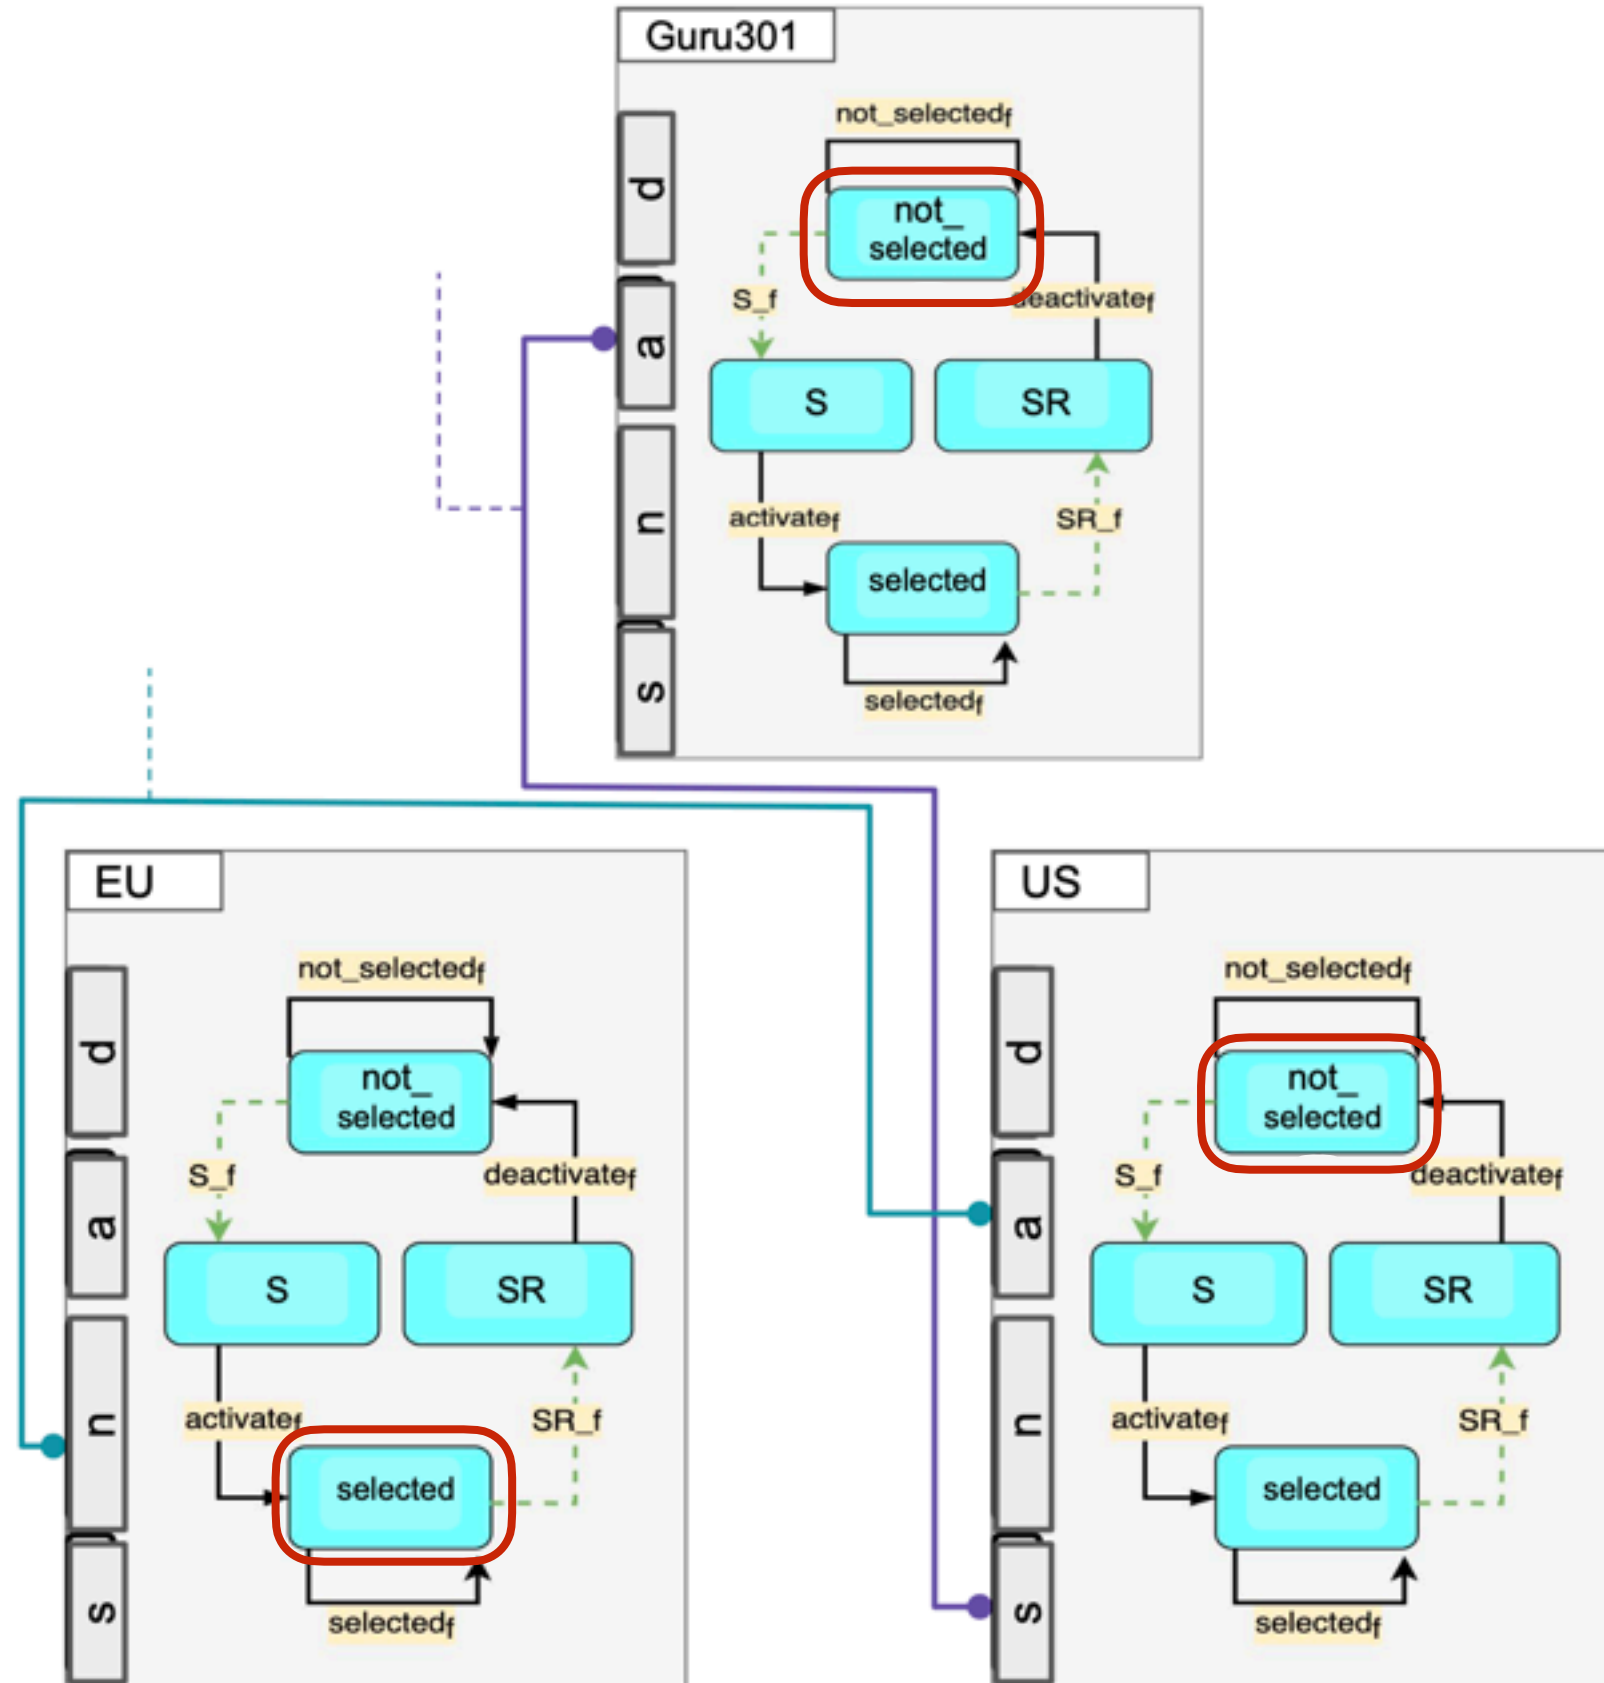 Guru301
not_selectedf
d
not_
selected
S_f
deactivatef
a
S
SR
n
activatef
SR_f
selected
s
selectedf
EU
not_selectedf
d
not_
selected
S_f
deactivatef
a
S
SR
n
activatef
SR_f
selected
s
selectedf
US
not_selectedf
d
not_
selected
S_f
deactivatef
a
S
SR
n
activatef
SR_f
selected
s
selectedf